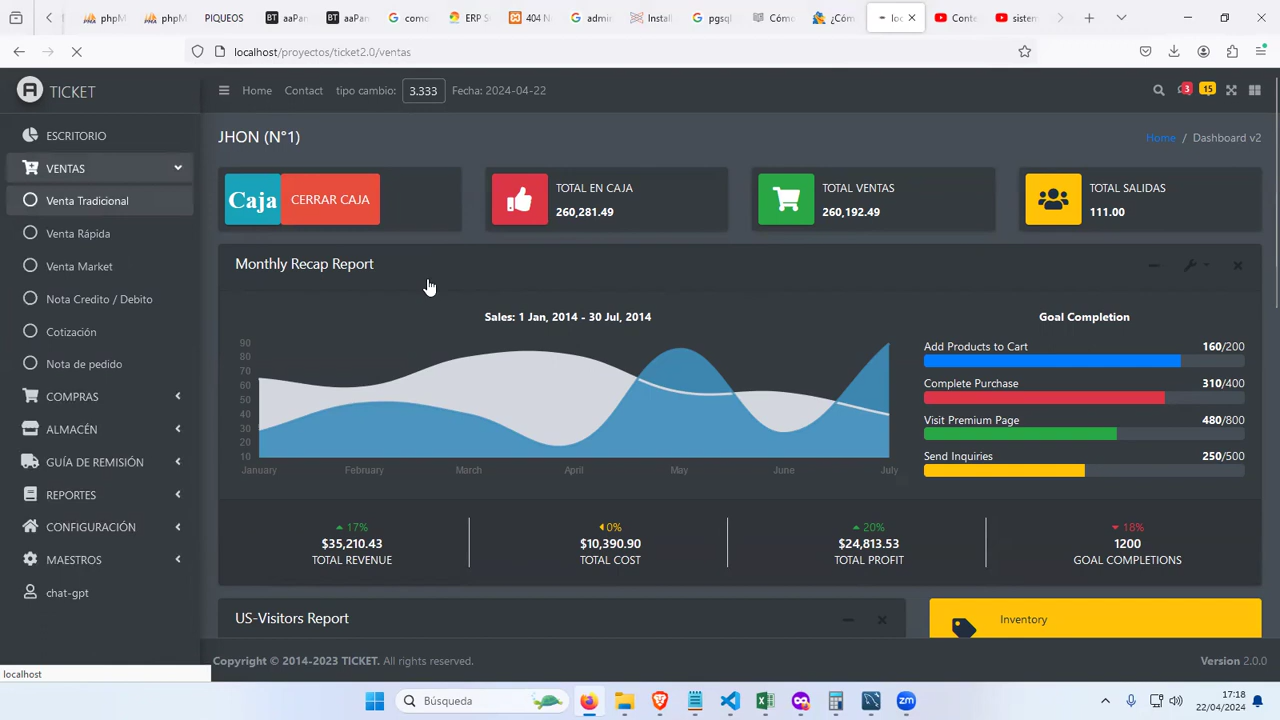 phpM
phpM
PIQUEOS
aaPan
aaPan
como
ERP S
404 N
admin
Install
pgsql
Cómo
¿Cóm
loc
Conte
sistem
localhost/proyectos/ticket2.0/ventas
TICKET
Home
Contact
tipo cambio:
3.333
Fecha: 2024-04-22
3
15
ESCRITORIO
VENTAS
Venta Tradicional
Venta Rápida
Venta Market
Nota Credito / Debito
Cotización
Nota de pedido
COMPRAS
ALMACÉN
GUÍA DE REMISIÓN
REPORTES
CONFIGURACIÓN
MAESTROS
chat-gpt
JHON (N°1)
Home / Dashboard v2
Caja
CERRAR CAJA
TOTAL EN CAJA
260,281.49
TOTAL VENTAS
260,192.49
TOTAL SALIDAS
111.00
Monthly Recap Report
Sales: 1 Jan, 2014 - 30 Jul, 2014
90
80
70
60
50
40
30
20
10
January February March April May June July
Goal Completion
Add Products to Cart 160/200
Complete Purchase 310/400
Visit Premium Page 480/800
Send Inquiries 250/500
17%
$35,210.43
TOTAL REVENUE
0%
$10,390.90
TOTAL COST
20%
$24,813.53
TOTAL PROFIT
18%
1200
GOAL COMPLETIONS
US-Visitors Report
Inventory
Copyright © 2014-2023 TICKET. All rights reserved.
Version 2.0.0
localhost
Búsqueda
17:18
22/04/2024